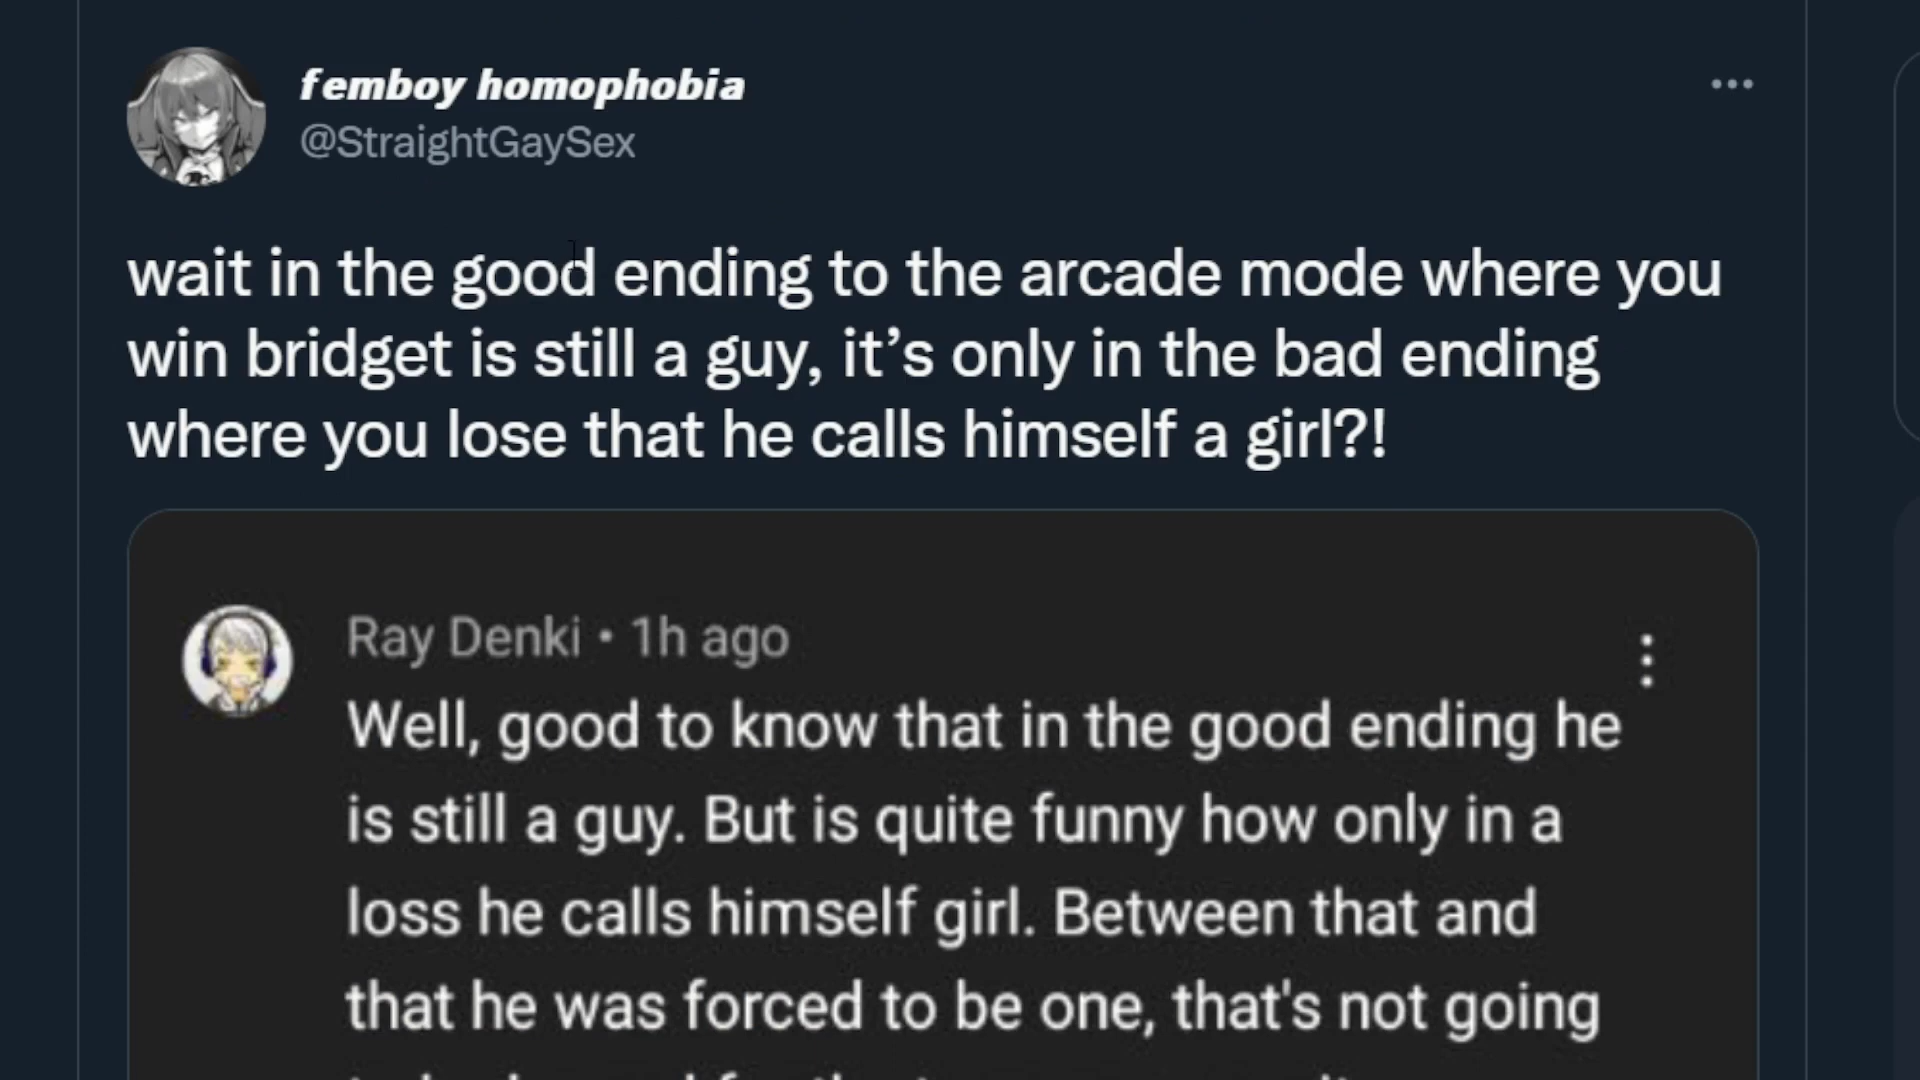 femboy homophobia
@StraightGaySex
wait in the good ending to the arcade mode where you
win bridget is still a guy, it’s only in the bad ending
where you lose that he calls himself a girl?!
Ray Denki • 1h ago
Well, good to know that in the good ending he
is still a guy. But is quite funny how only in a
loss he calls himself girl. Between that and
that he was forced to be one, that's not going